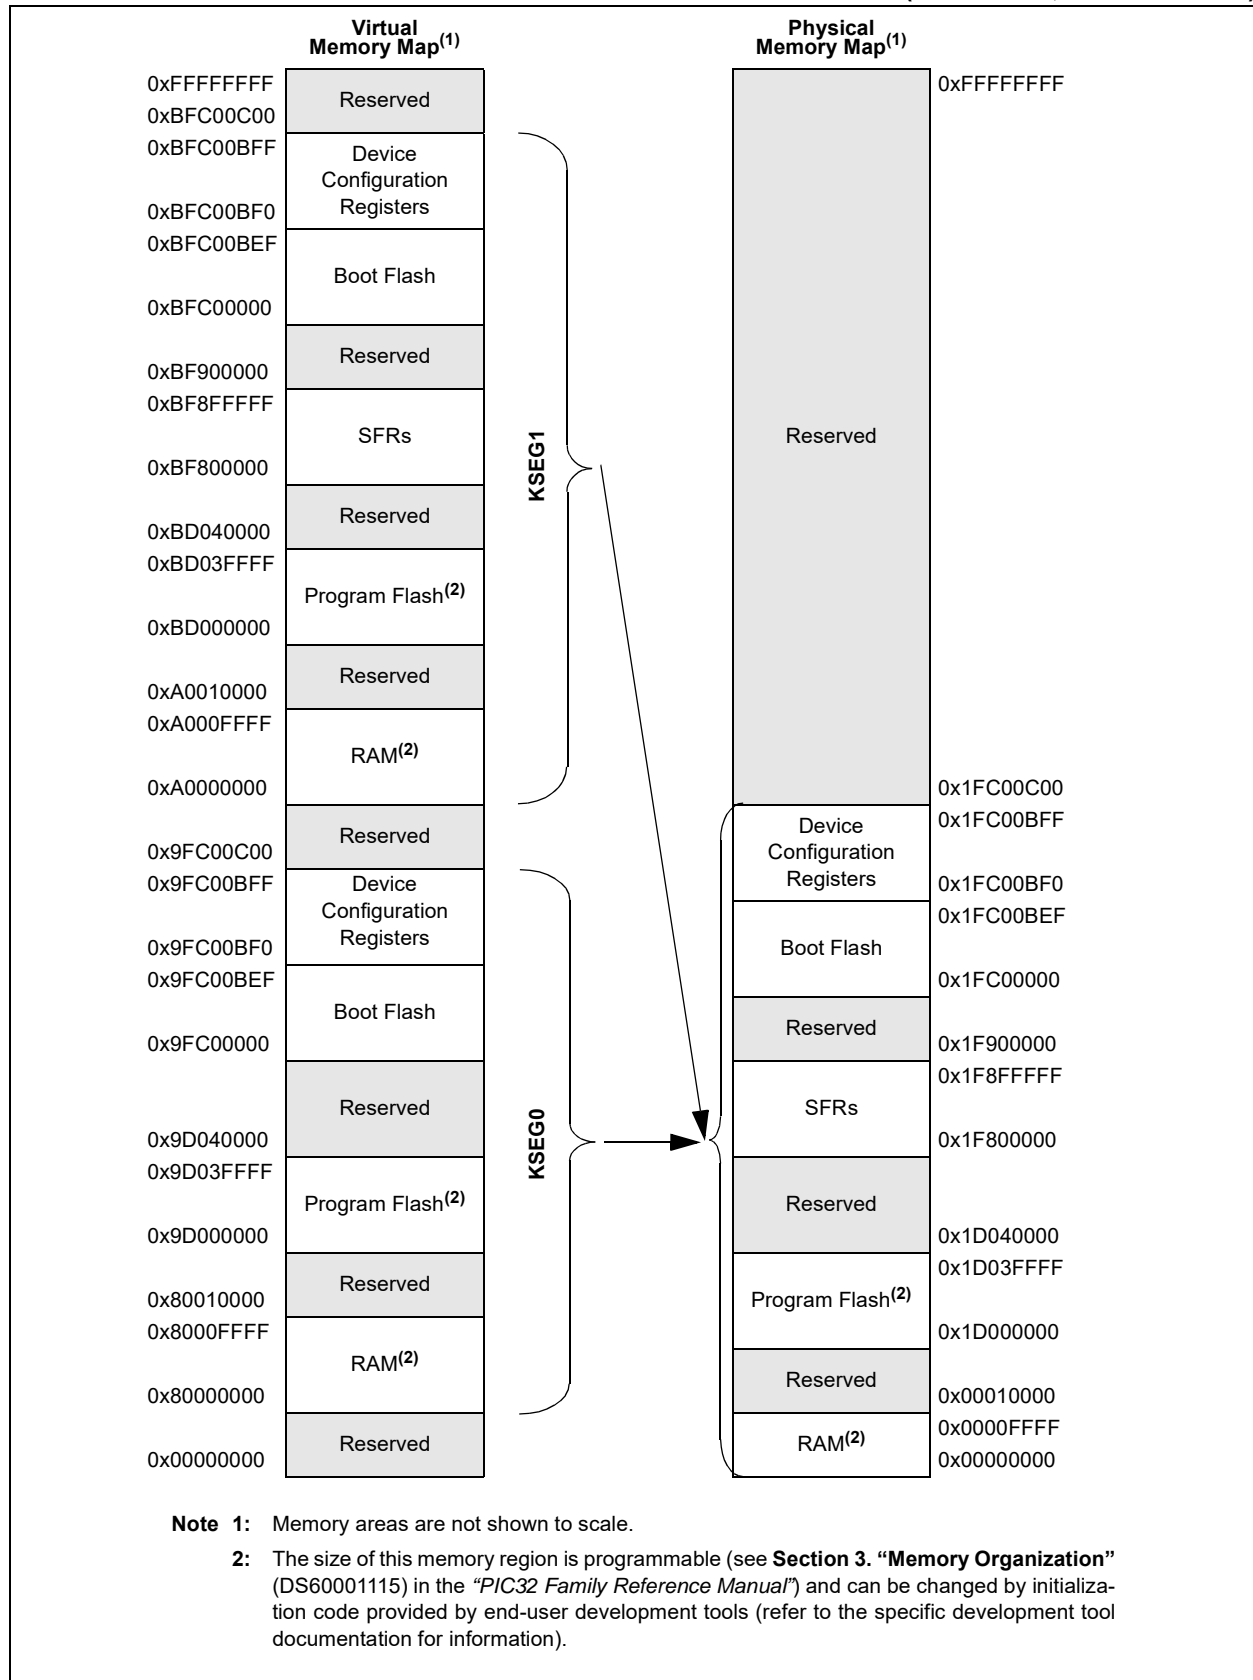 Virtual
Memory Map(1)
0xFFFFFFFF
Reserved
0xBFC00C00
0xBFC00BFF
Device
Configuration
Registers
0xBFC00BF0
0xBFC00BEF
Boot Flash
0xBFC00000
Reserved
0xBF900000
0xBF8FFFFF
SFRs
0xBF800000
Reserved
0xBD040000
0xBD03FFFF
Program Flash(2)
0xBD000000
Reserved
0xA0010000
0xA000FFFF
RAM(2)
0xA0000000
Reserved
0x9FC00C00
0x9FC00BFF
Device
Configuration
Registers
0x9FC00BF0
0x9FC00BEF
Boot Flash
0x9FC00000
Reserved
0x9D040000
0x9D03FFFF
Program Flash(2)
0x9D000000
Reserved
0x80010000
0x8000FFFF
RAM(2)
0x80000000
Reserved
0x00000000
KSEG1
KSEG0
Physical
Memory Map(1)
0xFFFFFFFF
Reserved
0x1FC00C00
0x1FC00BFF
Device
Configuration
Registers
0x1FC00BF0
0x1FC00BEF
Boot Flash
0x1FC00000
Reserved
0x1F900000
0x1F8FFFFF
SFRs
0x1F800000
Reserved
0x1D040000
0x1D03FFFF
Program Flash(2)
0x1D000000
Reserved
0x00010000
0x0000FFFF
RAM(2)
0x00000000
Note 1: Memory areas are not shown to scale.
2: The size of this memory region is programmable (see Section 3. “Memory Organization”
(DS60001115) in the “PIC32 Family Reference Manual”) and can be changed by initializa-
tion code provided by end-user development tools (refer to the specific development tool
documentation for information).